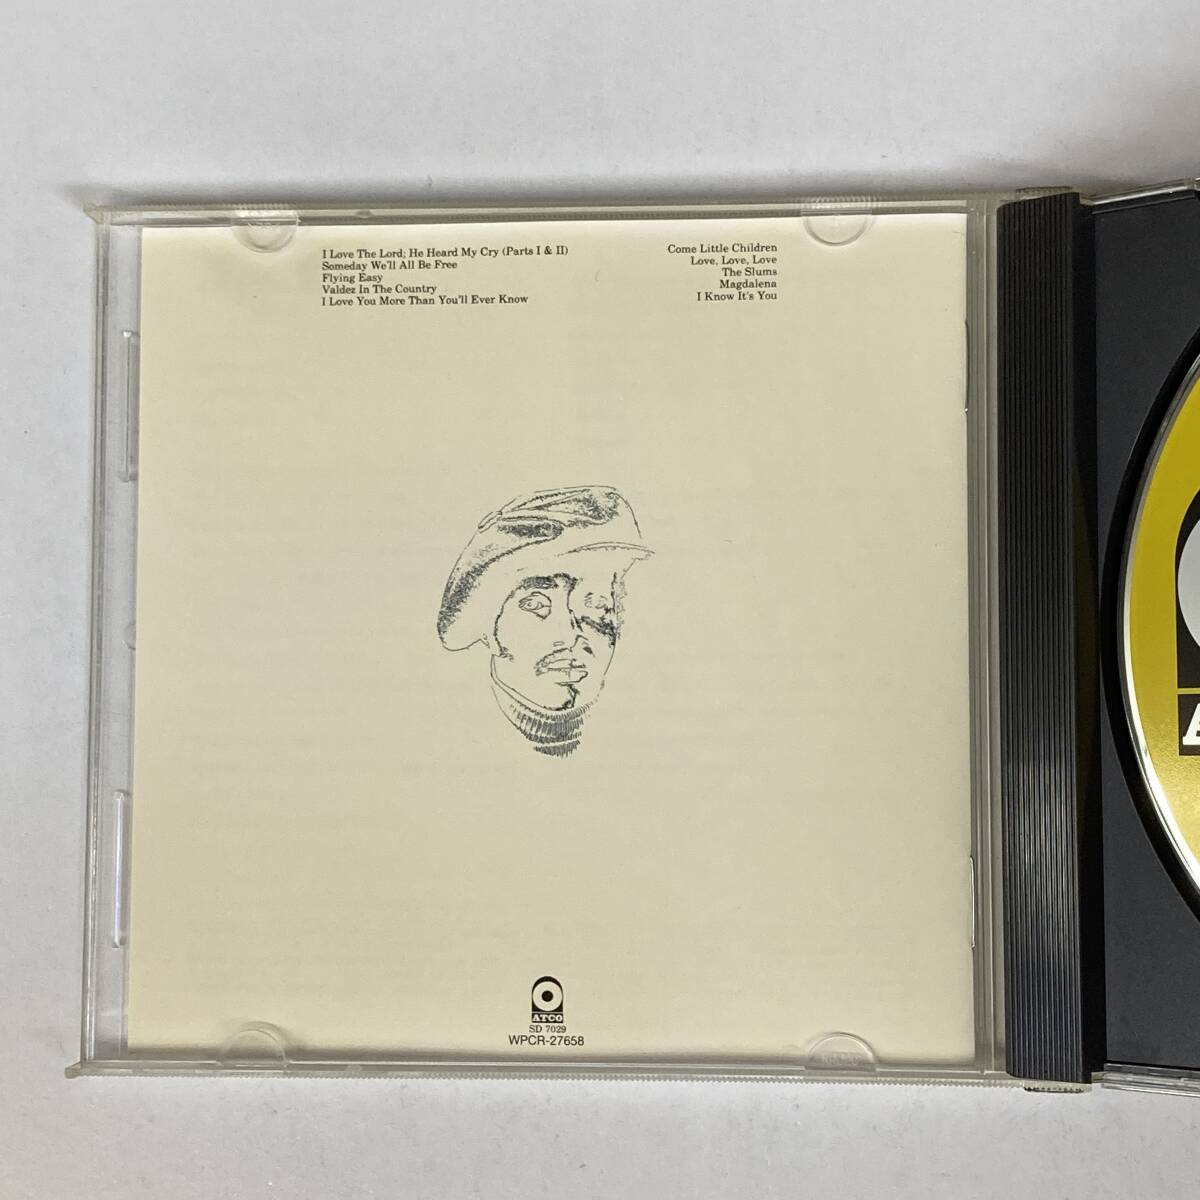 I Love The Lord; He Heard My Cry (Parts I & II)
Someday We'll All Be Free
Flying Easy
Valdez In The Country
I Love You More Than You'll Ever Know
Come Little Children
Love, Love, Love
The Slums
Magdalena
I Know It's You
ATCO
SD 7029
WPCR-27658